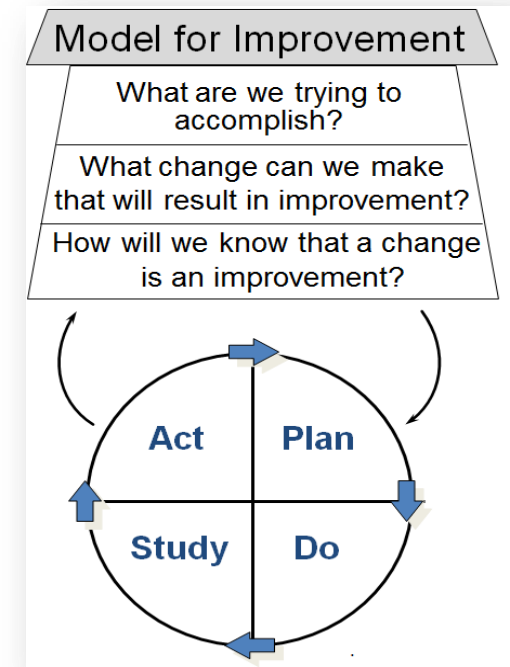 Model for Improvement
What are we trying to
accomplish?
What change can we make
that will result in improvement?
How will we know that a change
is an improvement?
Act
Plan
Study
Do